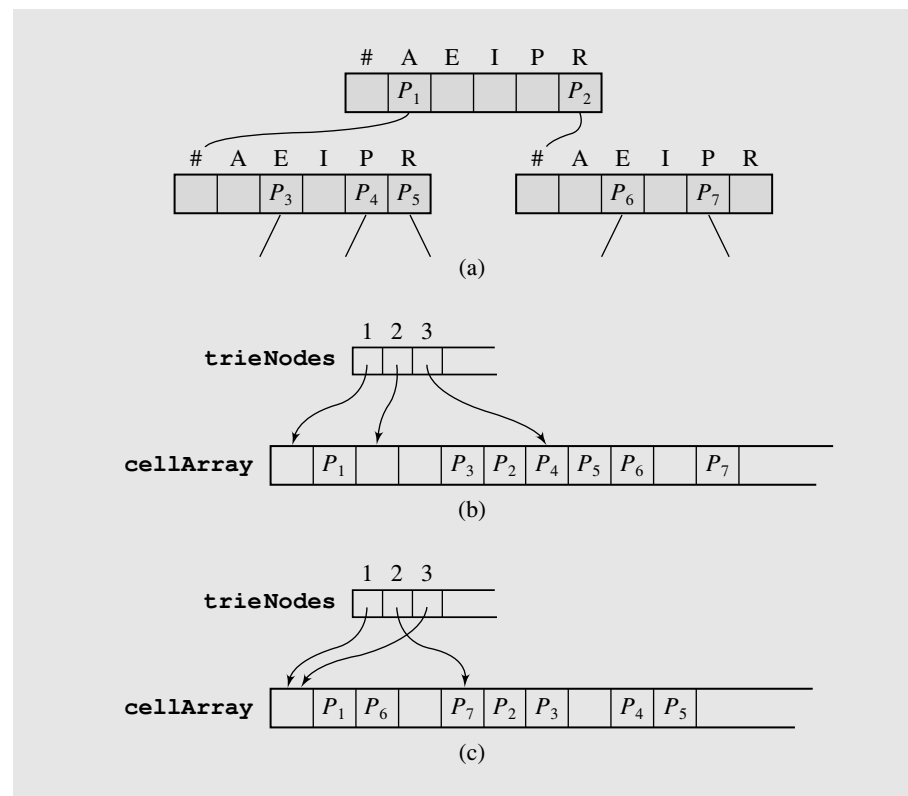 # A E I P R
P1 P2
# A E I P R # A E I P R
P3 P4 P5 P6 P7
(a)
1 2 3
trieNodes
cellArray P1 P3 P2 P4 P5 P6 P7
(b)
1 2 3
trieNodes
cellArray P1 P6 P7 P2 P3 P4 P5
(c)